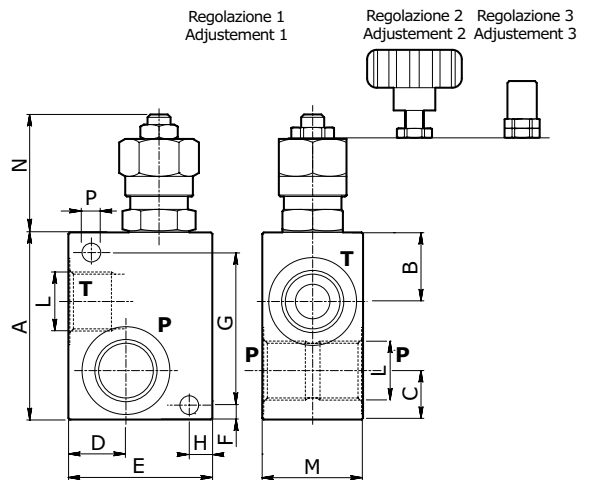 Regolazione 1
Adjustement 1
Regolazione 2
Adjustement 2
Regolazione 3
Adjustement 3
N
P
A
L
T
P
G
D
H
F
E
T
B
P
P
L
C
M